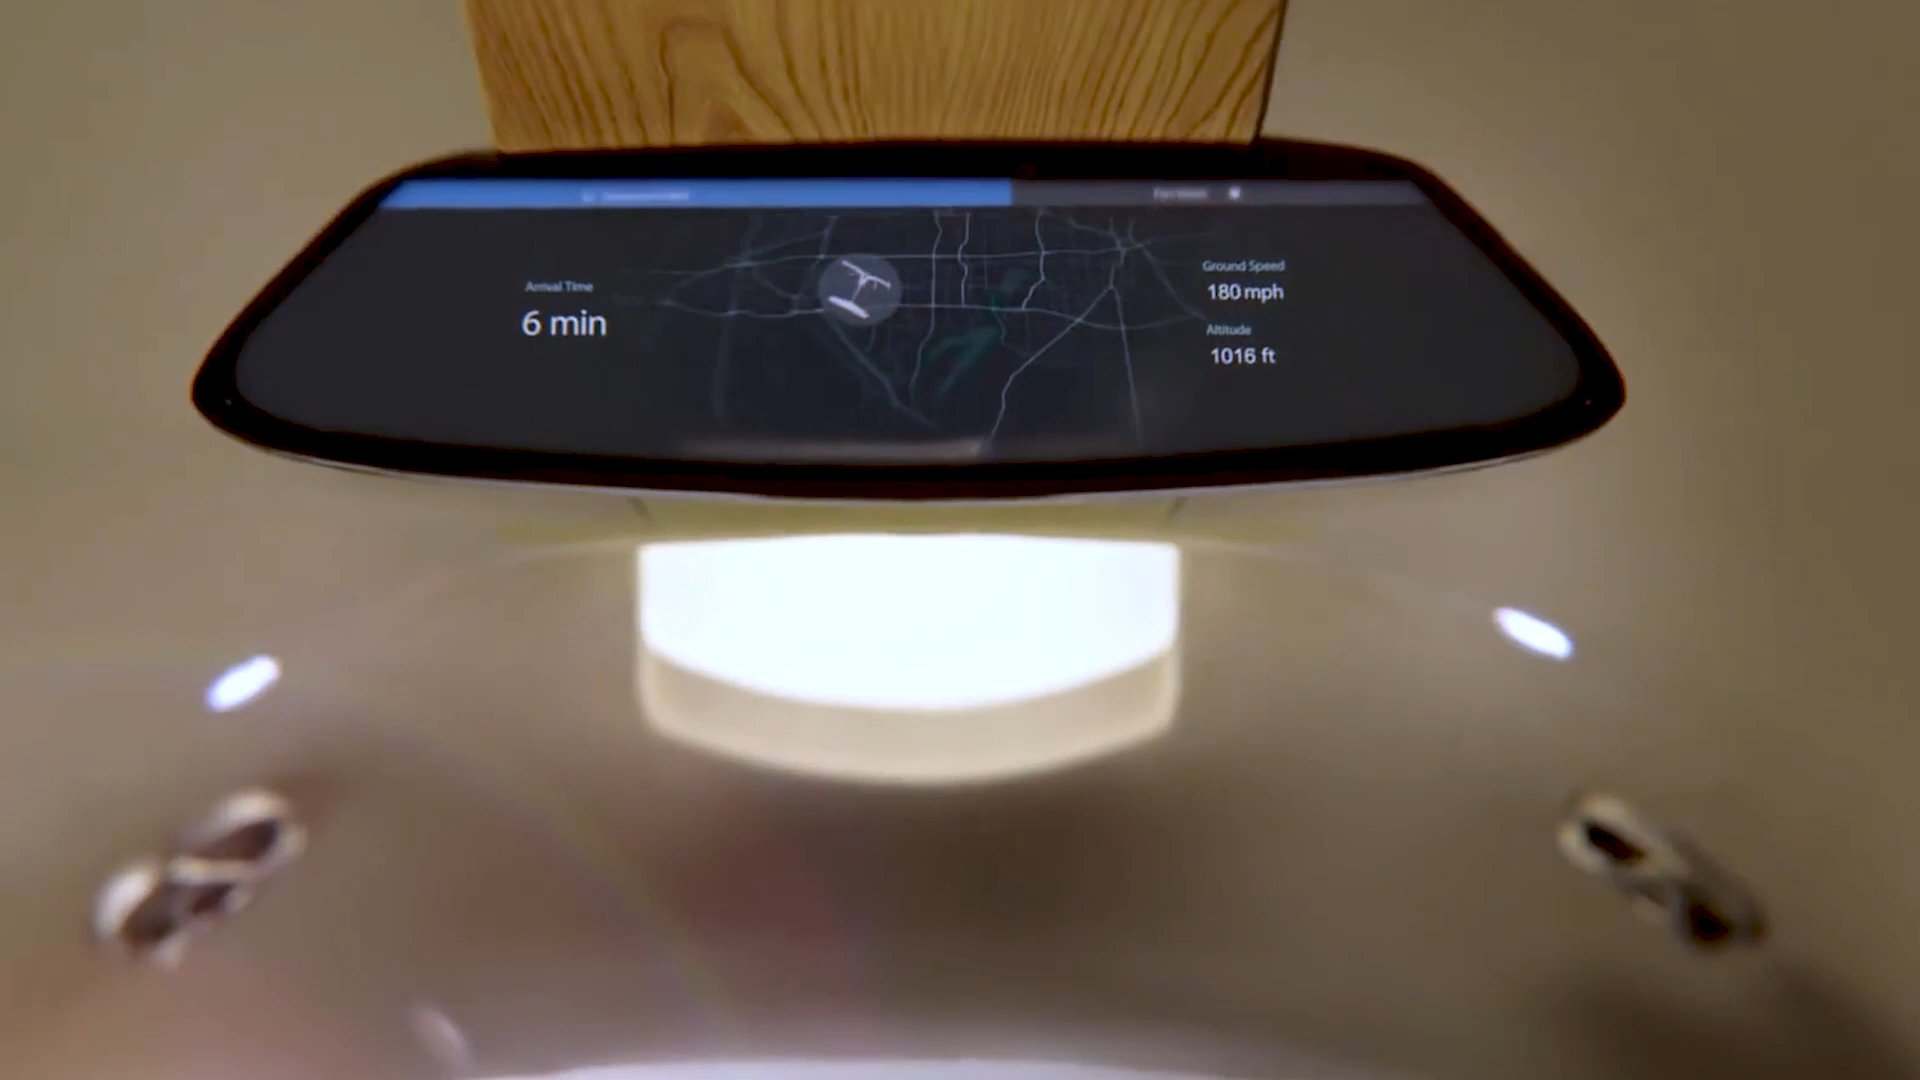 Arrival Time
6 min
Ground Speed
180 mph
Altitude
1016 ft